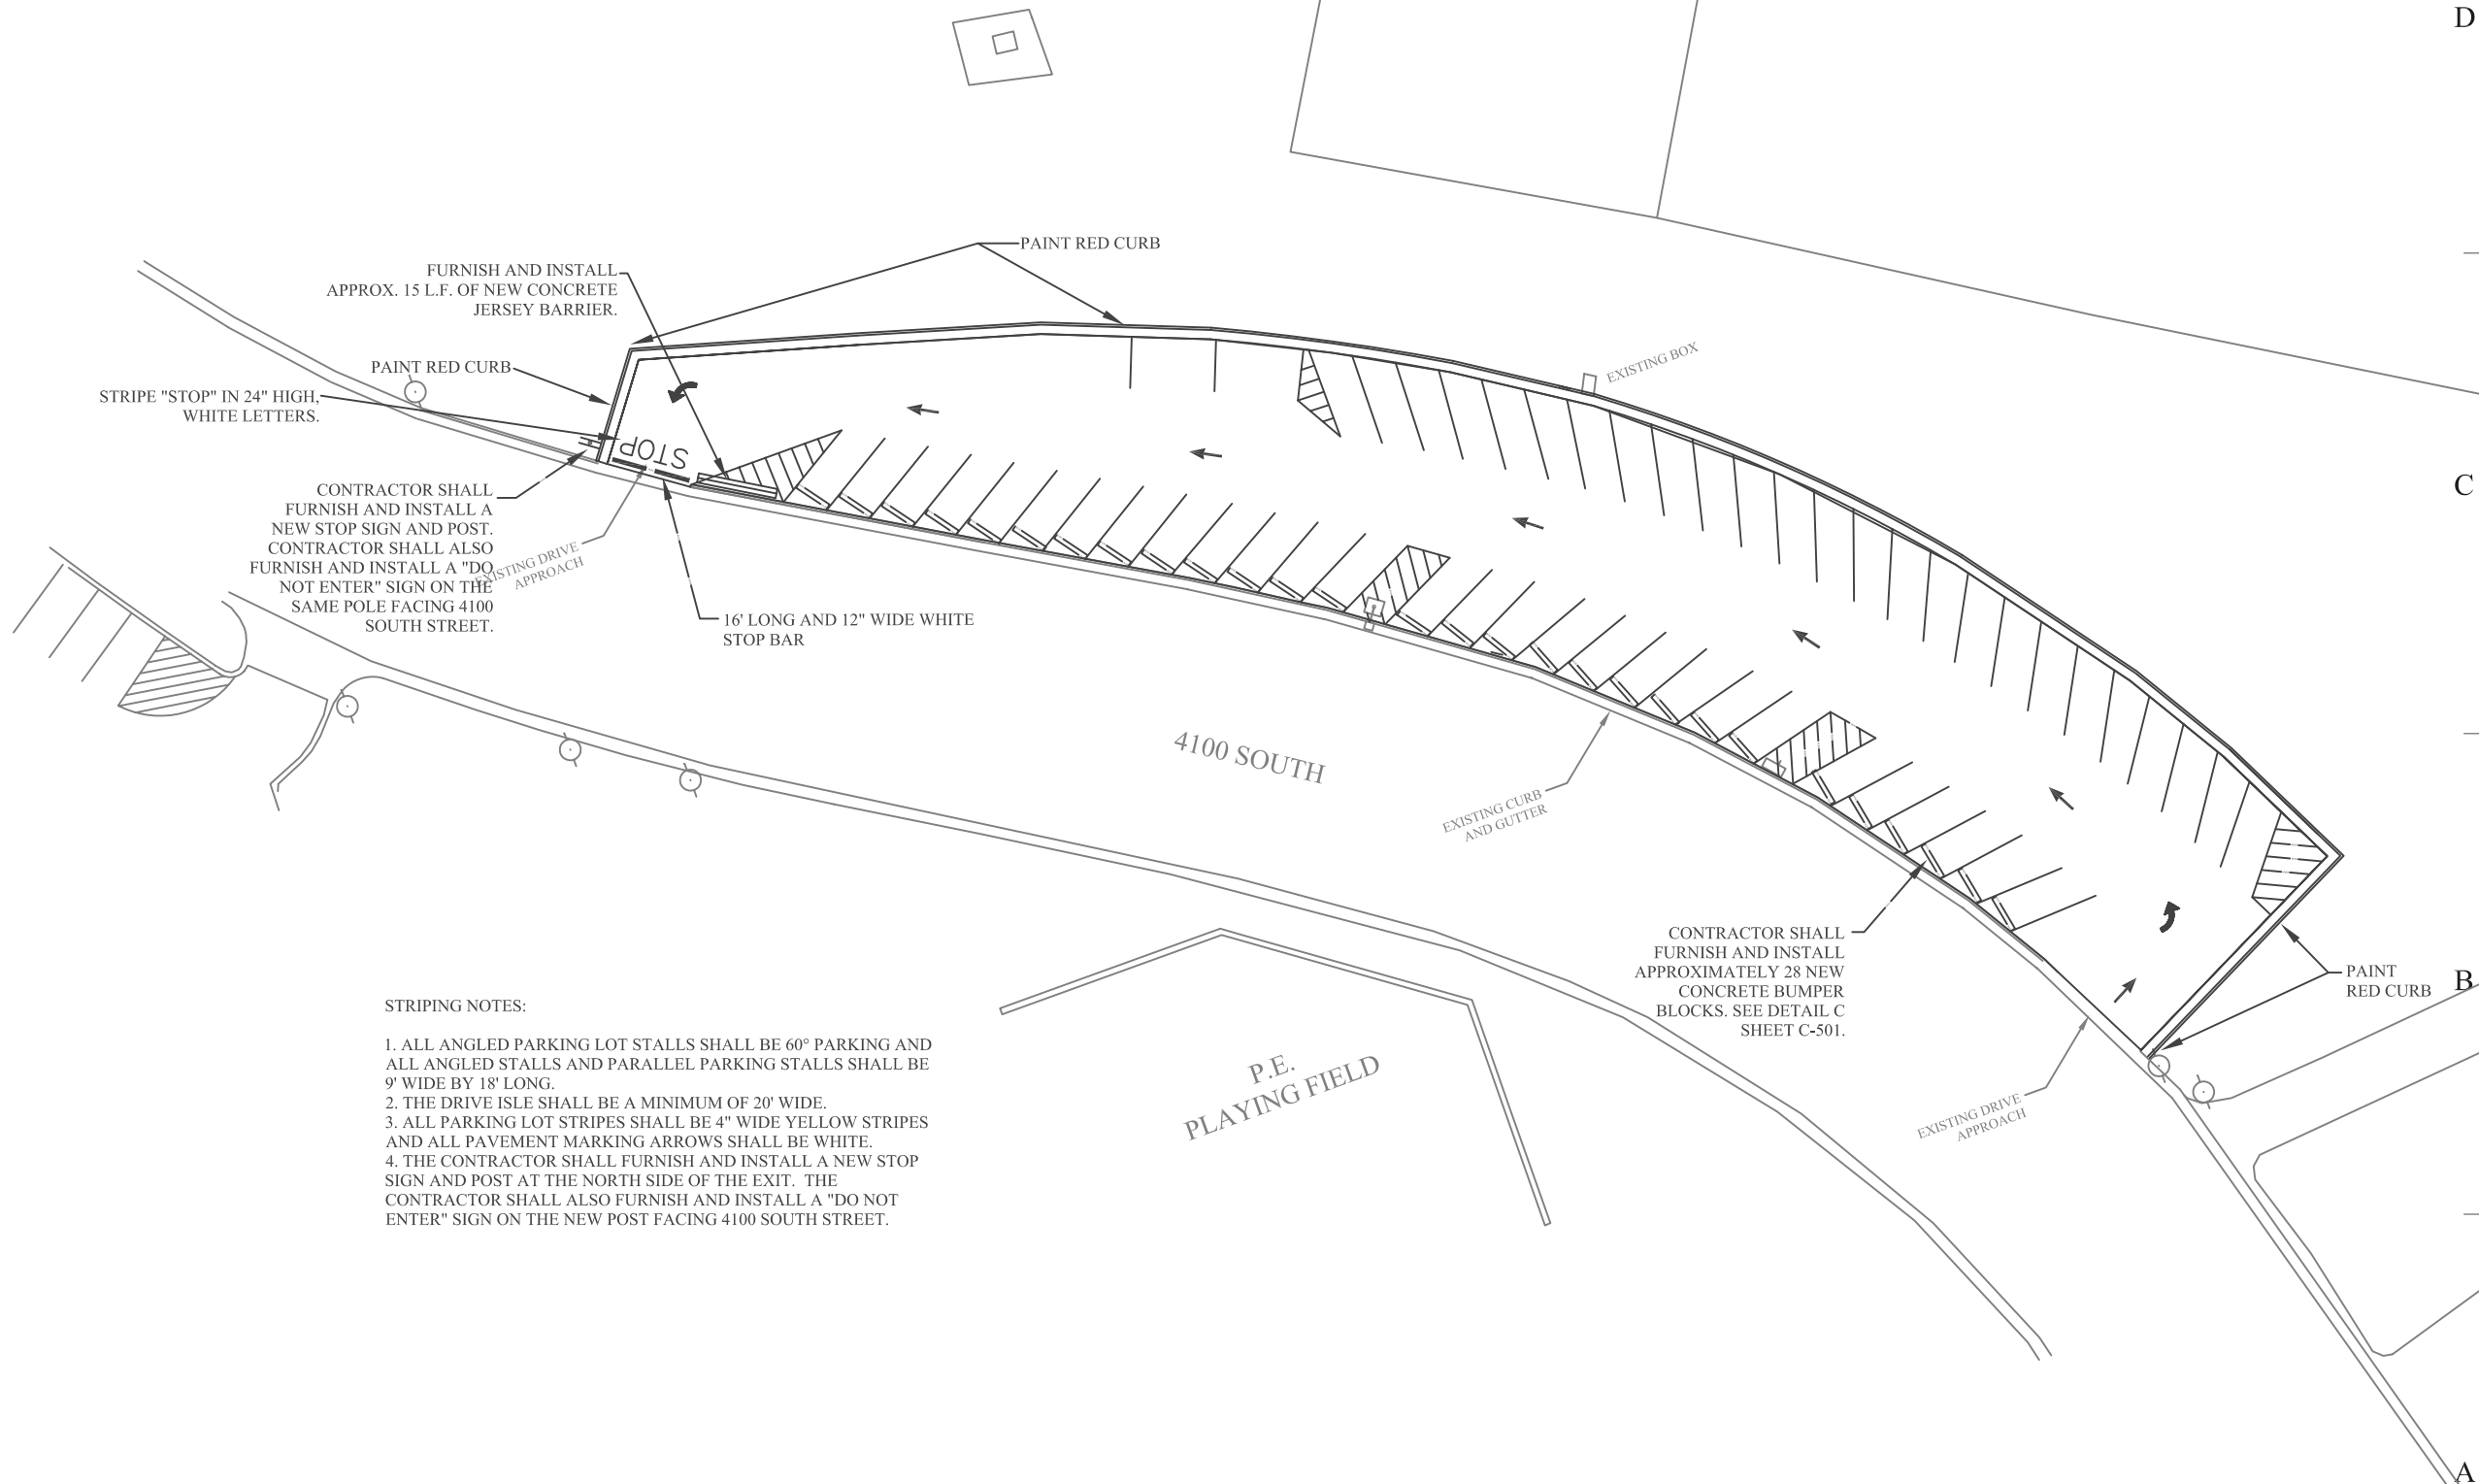 D
PAINT RED CURB
FURNISH AND INSTALL
APPROX. 15 L.F. OF NEW CONCRETE
JERSEY BARRIER.
EXISTING BOX
PAINT RED CURB
STRIPE "STOP" IN 24" HIGH,
WHITE LETTERS.
STOP
C
CONTRACTOR SHALL
FURNISH AND INSTALL A
NEW STOP SIGN AND POST.
CONTRACTOR SHALL ALSO
FURNISH AND INSTALL A "DO
NOT ENTER" SIGN ON THE
SAME POLE FACING 4100
SOUTH STREET.
EXISTING DRIVE
APPROACH
16' LONG AND 12" WIDE WHITE
STOP BAR
4100 SOUTH
EXISTING CURB
AND GUTTER
CONTRACTOR SHALL
FURNISH AND INSTALL
APPROXIMATELY 28 NEW
CONCRETE BUMPER
BLOCKS. SEE DETAIL C
SHEET C-501.
PAINT
RED CURB
B
STRIPING NOTES:
1. ALL ANGLED PARKING LOT STALLS SHALL BE 60° PARKING AND
ALL ANGLED STALLS AND PARALLEL PARKING STALLS SHALL BE
9' WIDE BY 18' LONG.
2. THE DRIVE ISLE SHALL BE A MINIMUM OF 20' WIDE.
3. ALL PARKING LOT STRIPES SHALL BE 4" WIDE YELLOW STRIPES
AND ALL PAVEMENT MARKING ARROWS SHALL BE WHITE.
4. THE CONTRACTOR SHALL FURNISH AND INSTALL A NEW STOP
SIGN AND POST AT THE NORTH SIDE OF THE EXIT. THE
CONTRACTOR SHALL ALSO FURNISH AND INSTALL A "DO NOT
ENTER" SIGN ON THE NEW POST FACING 4100 SOUTH STREET.
P.E.
PLAYING FIELD
EXISTING DRIVE
APPROACH
A